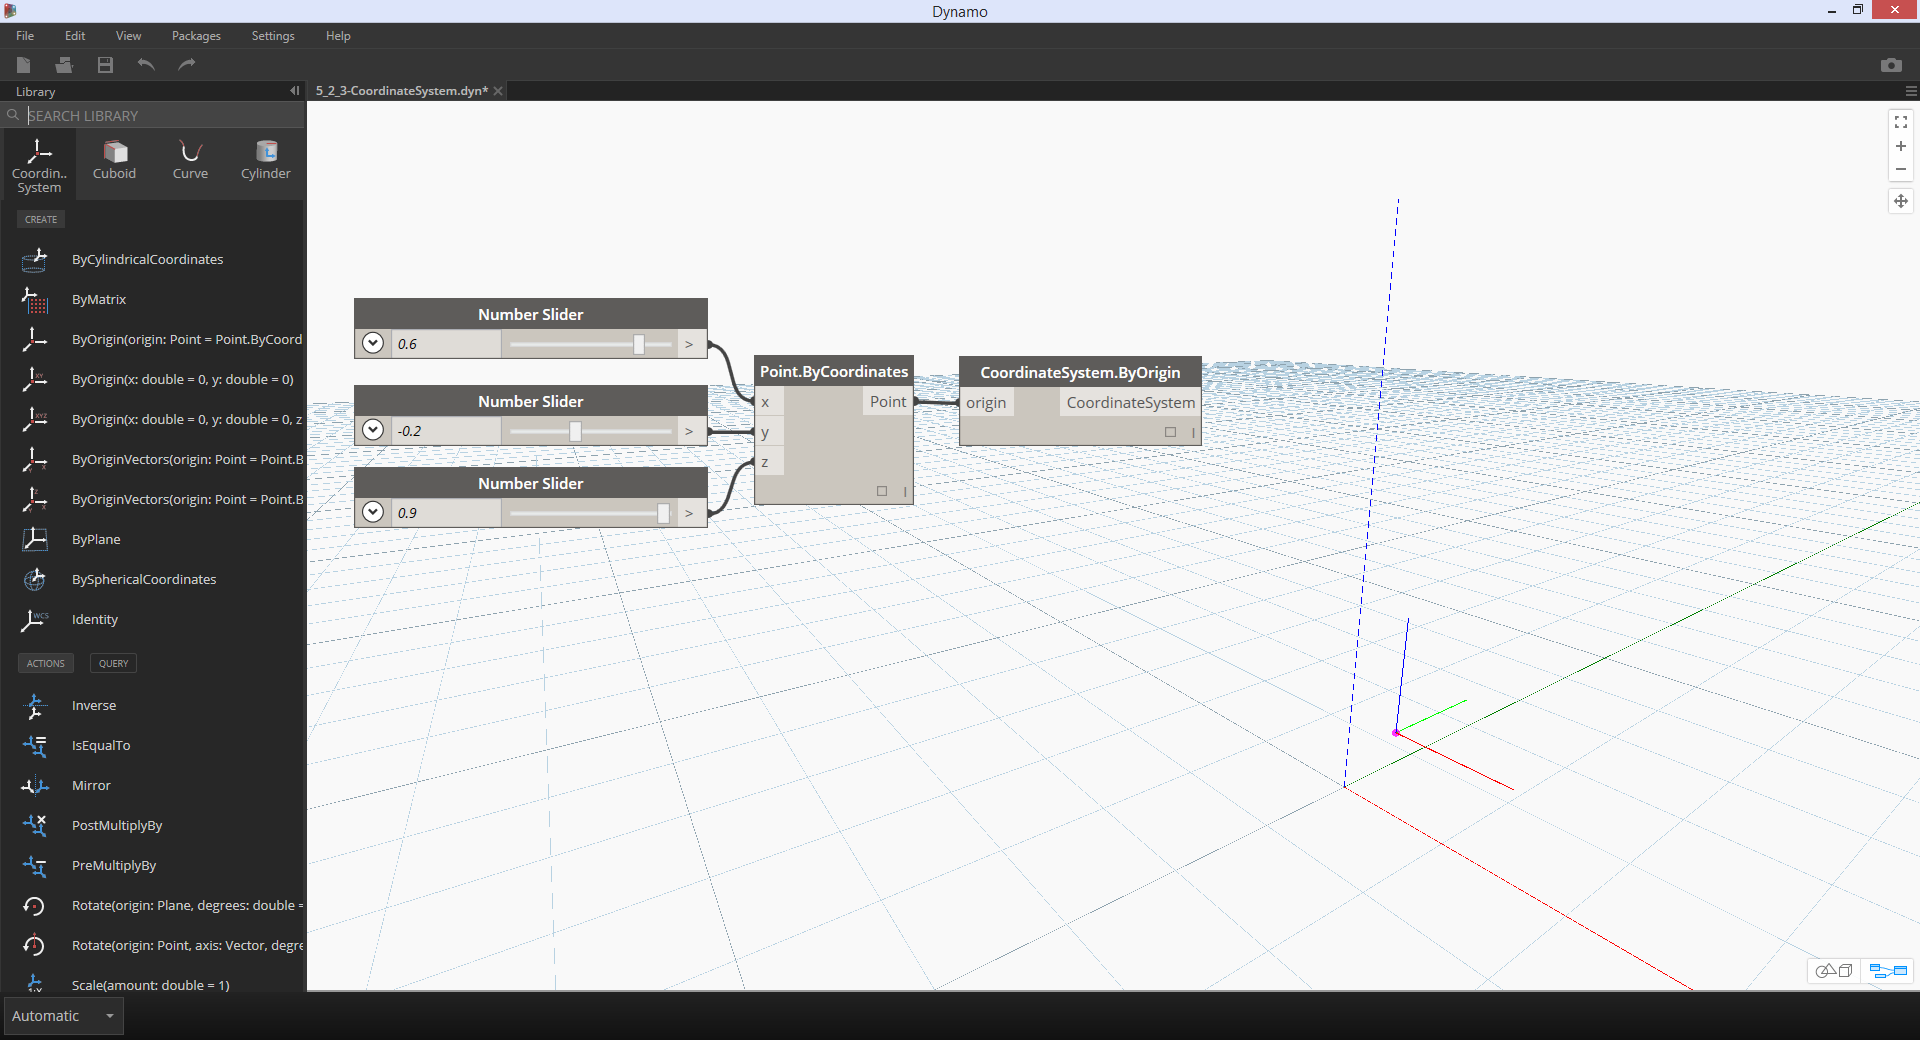 Dynamo
File Edit View Packages Settings Help
Library
5_2_3-CoordinateSystem.dyn*
SEARCH LIBRARY
Coordin.. System
Cuboid
Curve
Cylinder
CREATE
ByCylindricalCoordinates
ByMatrix
ByOrigin(origin: Point = Point.ByCoord
ByOrigin(x: double = 0, y: double = 0)
ByOrigin(x: double = 0, y: double = 0, z
ByOriginVectors(origin: Point = Point.B
ByOriginVectors(origin: Point = Point.B
ByPlane
BySphericalCoordinates
WCS
Identity
ACTIONS QUERY
Inverse
IsEqualTo
Mirror
PostMultiplyBy
PreMultiplyBy
Rotate(origin: Plane, degrees: double =
Rotate(origin: Point, axis: Vector, degre
Scale(amount: double = 1)
Automatic
Number Slider
0.6 >
Number Slider
-0.2 >
Number Slider
0.9 >
Point.ByCoordinates
x Point
y
z
CoordinateSystem.ByOrigin
origin CoordinateSystem